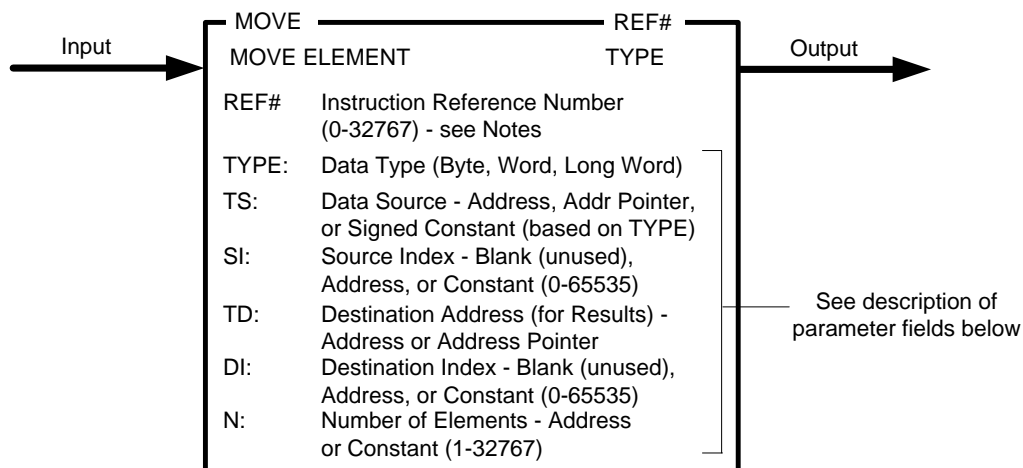 MOVE REF#
Input
Output
MOVE ELEMENT TYPE
REF# Instruction Reference Number
(0-32767) - see Notes
TYPE: Data Type (Byte, Word, Long Word)
TS: Data Source - Address, Addr Pointer,
or Signed Constant (based on TYPE)
SI: Source Index - Blank (unused),
Address, or Constant (0-65535)
TD: Destination Address (for Results) -
Address or Address Pointer
DI: Destination Index - Blank (unused),
Address, or Constant (0-65535)
N: Number of Elements - Address
or Constant (1-32767)
See description of
parameter fields below